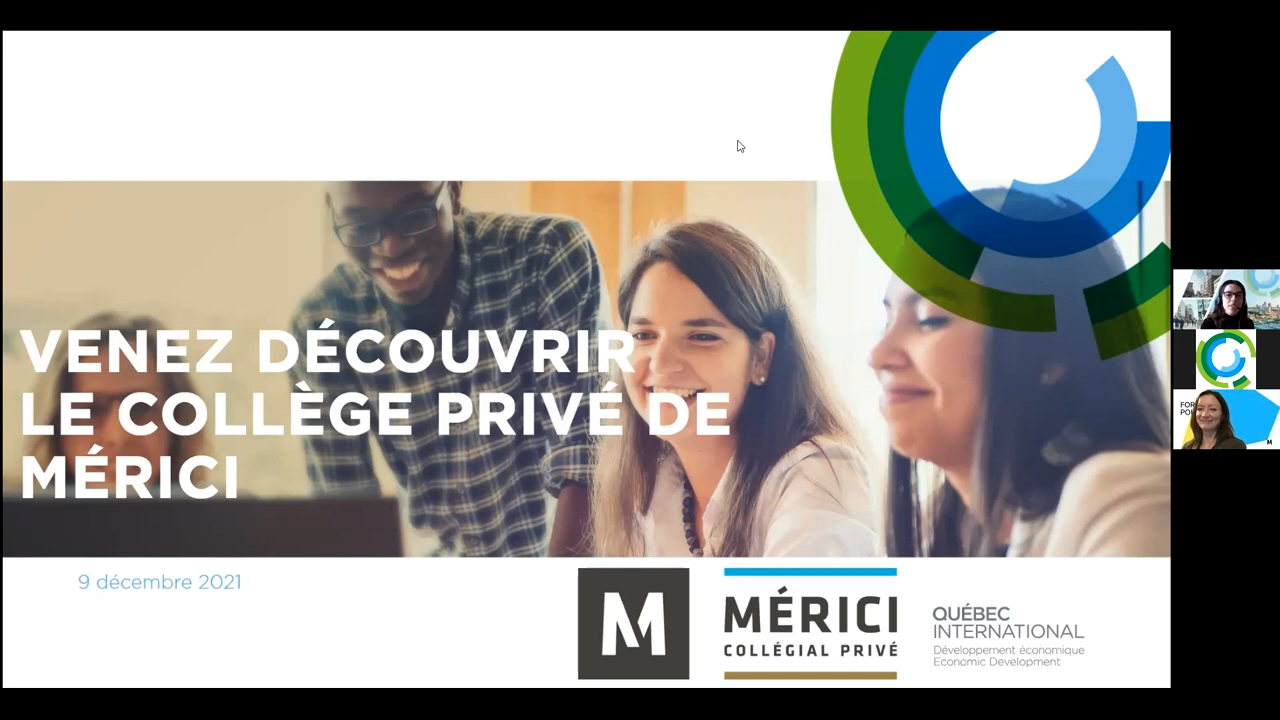 VENEZ DÉCOUVRIR
LE COLLÈGE PRIVÉ DE
MÉRICI
9 décembre 2021
M
MÉRICI
COLLÉGIAL PRIVÉ
QUÉBEC
INTERNATIONAL
Développement économique
Economic Development
M